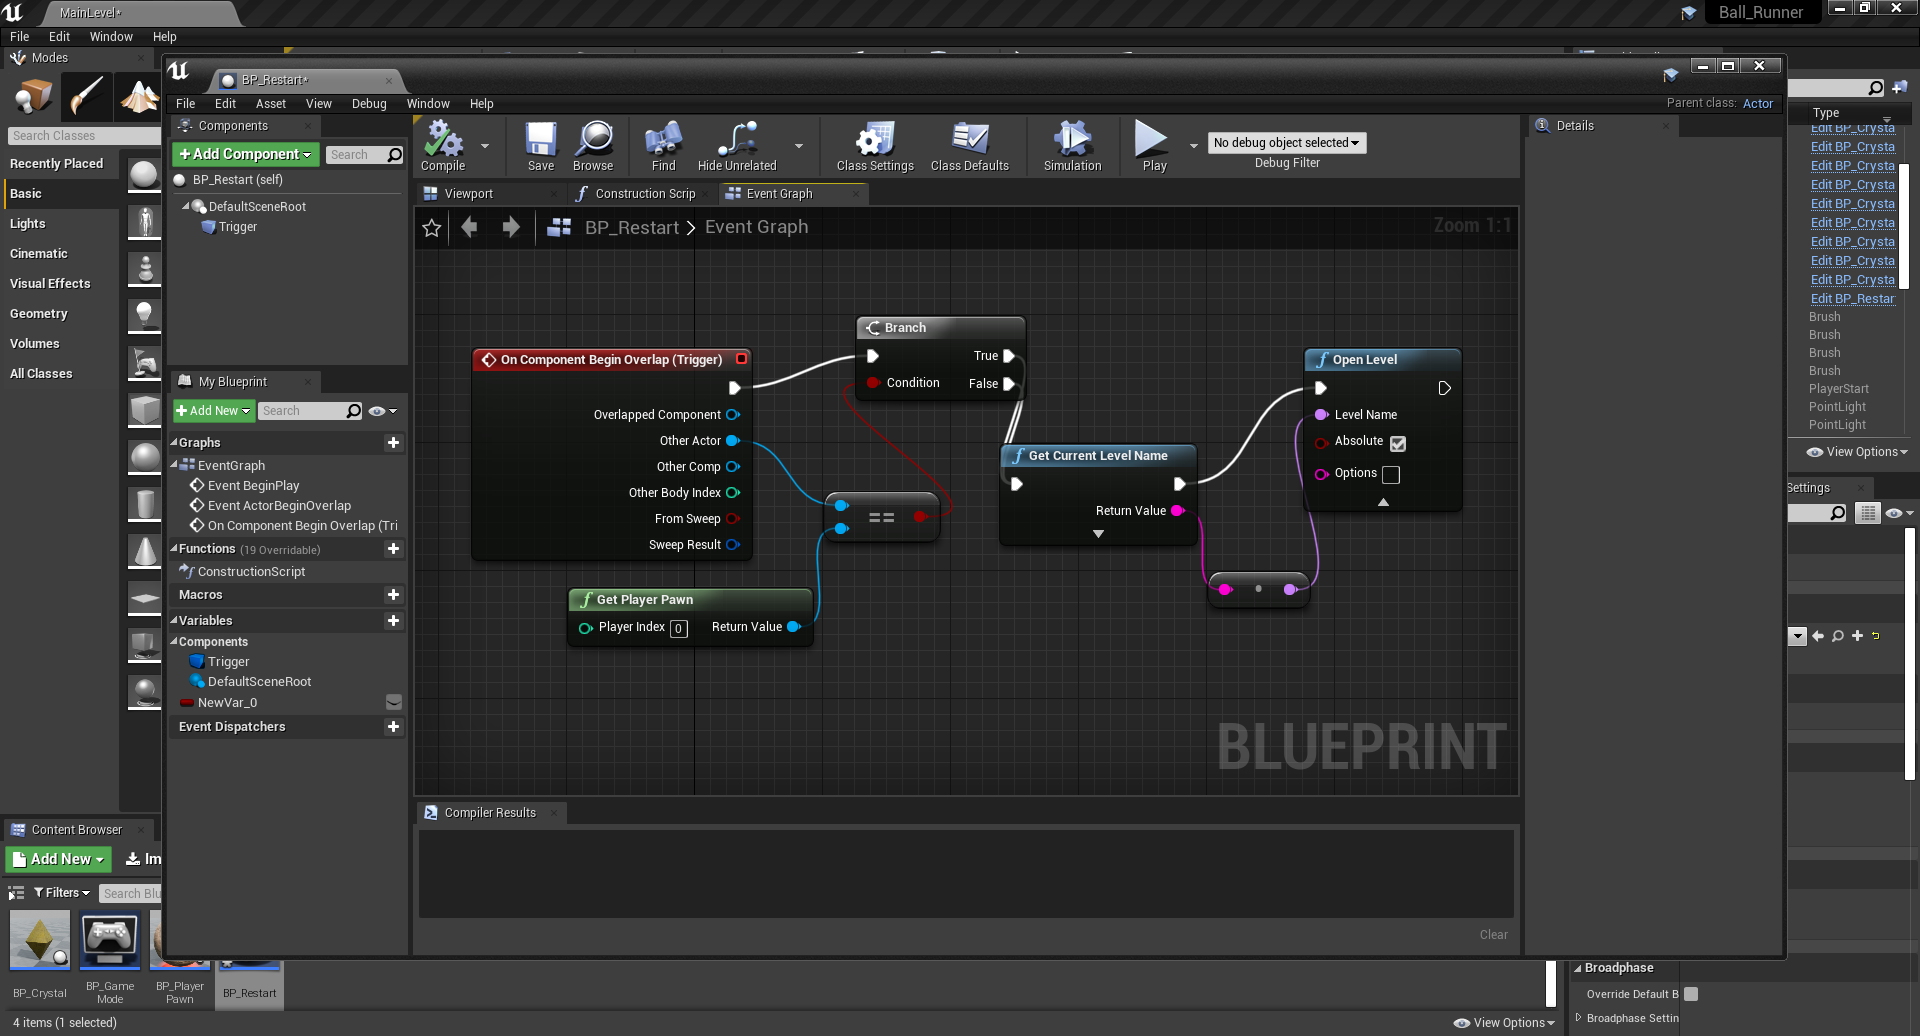 MainLevel*
Ball_Runner
File Edit Window Help
Modes
Search Classes
Recently Placed
Basic
Lights
Cinematic
Visual Effects
Geometry
Volumes
All Classes
BP_Restart*
File Edit Asset View Debug Window Help
Parent class: Actor
Components
+Add Component
Search
BP_Restart (self)
DefaultSceneRoot
Trigger
My Blueprint
+Add New
Search
Graphs
EventGraph
Event BeginPlay
Event ActorBeginOverlap
On Component Begin Overlap (Tri
Functions (19 Overridable)
ConstructionScript
Macros
Variables
Components
Trigger
DefaultSceneRoot
NewVar_0
Event Dispatchers
Compile
Save
Browse
Find
Hide Unrelated
Class Settings
Class Defaults
Simulation
Play
No debug object selected
Debug Filter
Viewport
Construction Scrip
Event Graph
BP_Restart > Event Graph
Zoom 1:1
On Component Begin Overlap (Trigger)
Overlapped Component
Other Actor
Other Comp
Other Body Index
From Sweep
Sweep Result
Branch
True
Condition
False
==
Get Player Pawn
Player Index 0
Return Value
Get Current Level Name
Return Value
Open Level
Level Name
Absolute
Options
BLUEPRINT
Compiler Results
Clear
Details
Type
Edit BP_Crysta
Edit BP_Crysta
Edit BP_Crysta
Edit BP_Crysta
Edit BP_Crysta
Edit BP_Crysta
Edit BP_Crysta
Edit BP_Crysta
Edit BP_Crysta
Edit BP_Restar
Brush
Brush
Brush
Brush
PlayerStart
PointLight
PointLight
View Options
Settings
Broadphase
Override Default B
Broadphase Settin
Content Browser
Add New
Im
Filters
Search Blu
BP_Crystal
BP_Game
Mode
BP_Player
Pawn
BP_Restart
4 items (1 selected)
View Options